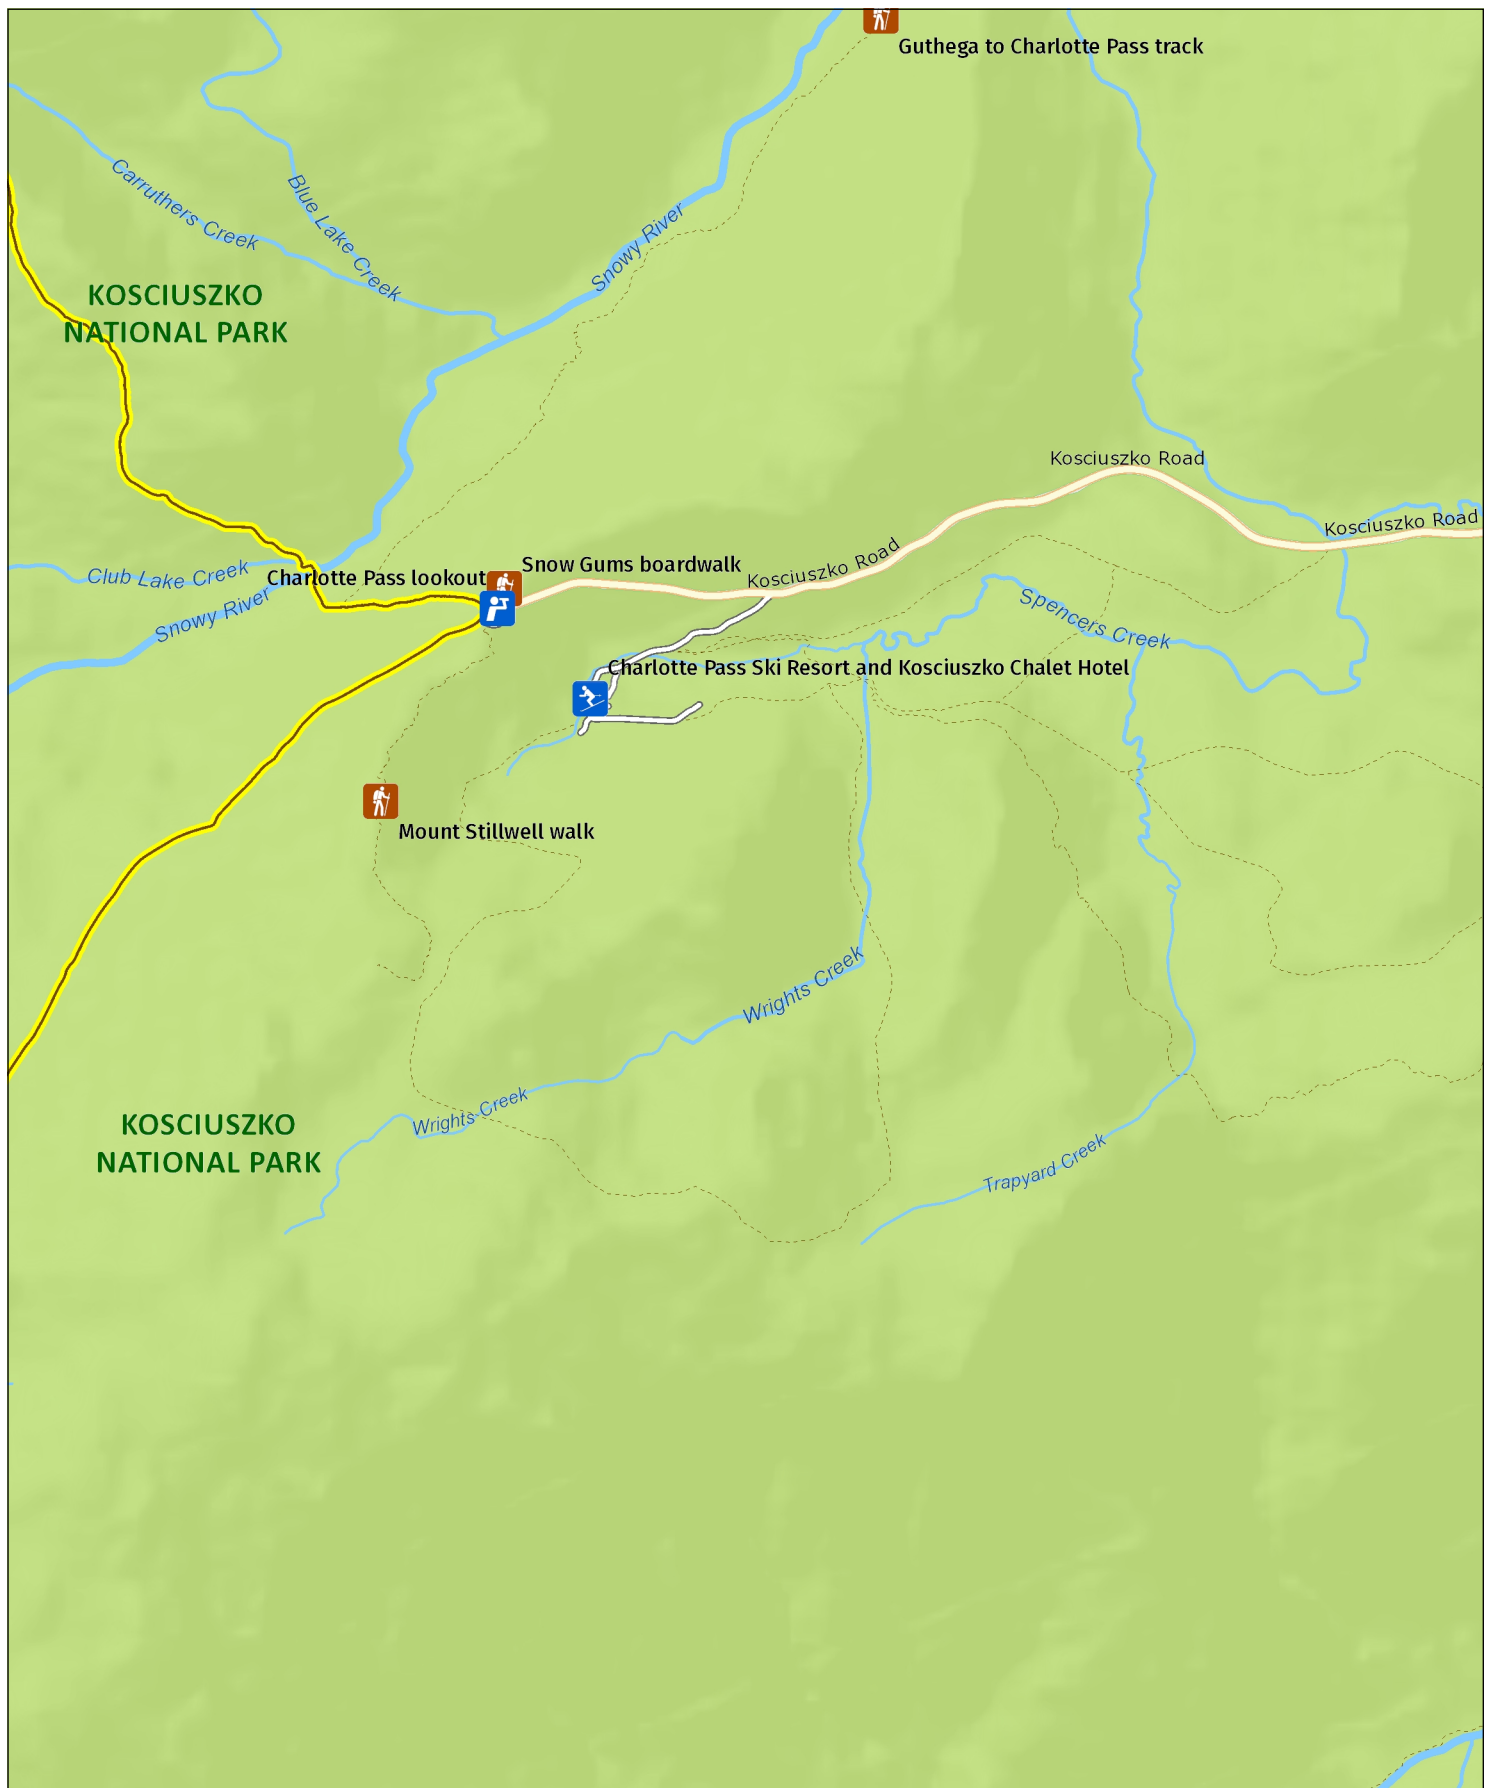 Guthega to Charlotte Pass track
Carruthers Creek
Blue Lake Creek
Snowy River
KOSCIUSZKO
NATIONAL PARK
Kosciuszko Road
Kosciuszko Road
Snow Gums boardwalk
Kosciuszko Road
Club Lake Creek
Charlotte Pass lookout
Snowy River
Spencers Creek
Charlotte Pass Ski Resort and Kosciuszko Chalet Hotel
Mount Stillwell walk
Wrights Creek
Wrights Creek
KOSCIUSZKO
NATIONAL PARK
Trapyard Creek